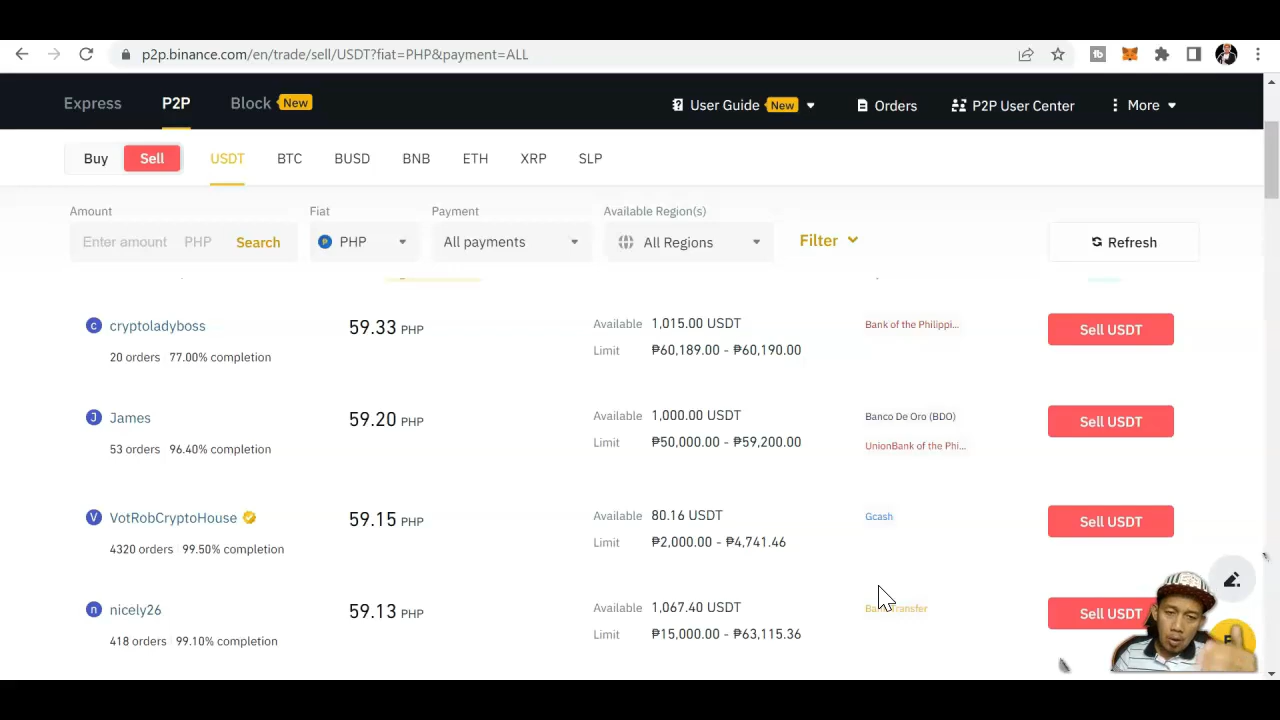 p2p.binance.com/en/trade/sell/USDT?fiat=PHP&payment=ALL
Express P2P Block New User Guide New Orders P2P User Center More
Buy Sell USDT BTC BUSD BNB ETH XRP SLP
Amount Fiat Payment Available Region(s)
Enter amount PHP Search PHP All payments All Regions Filter Refresh
C cryptoladyboss 59.33 PHP Available 1,015.00 USDT Bank of the Philippi... Sell USDT
20 orders 77.00% completion Limit ₱60,189.00 - ₱60,190.00
J James 59.20 PHP Available 1,000.00 USDT Banco De Oro (BDO) Sell USDT
53 orders 96.40% completion Limit ₱50,000.00 - ₱59,200.00 UnionBank of the Phi...
V VotRobCryptoHouse 59.15 PHP Available 80.16 USDT Gcash Sell USDT
4320 orders 99.50% completion Limit ₱2,000.00 - ₱4,741.46
n nicely26 59.13 PHP Available 1,067.40 USDT Transfer Sell USDT
418 orders 99.10% completion Limit ₱15,000.00 - ₱63,115.36